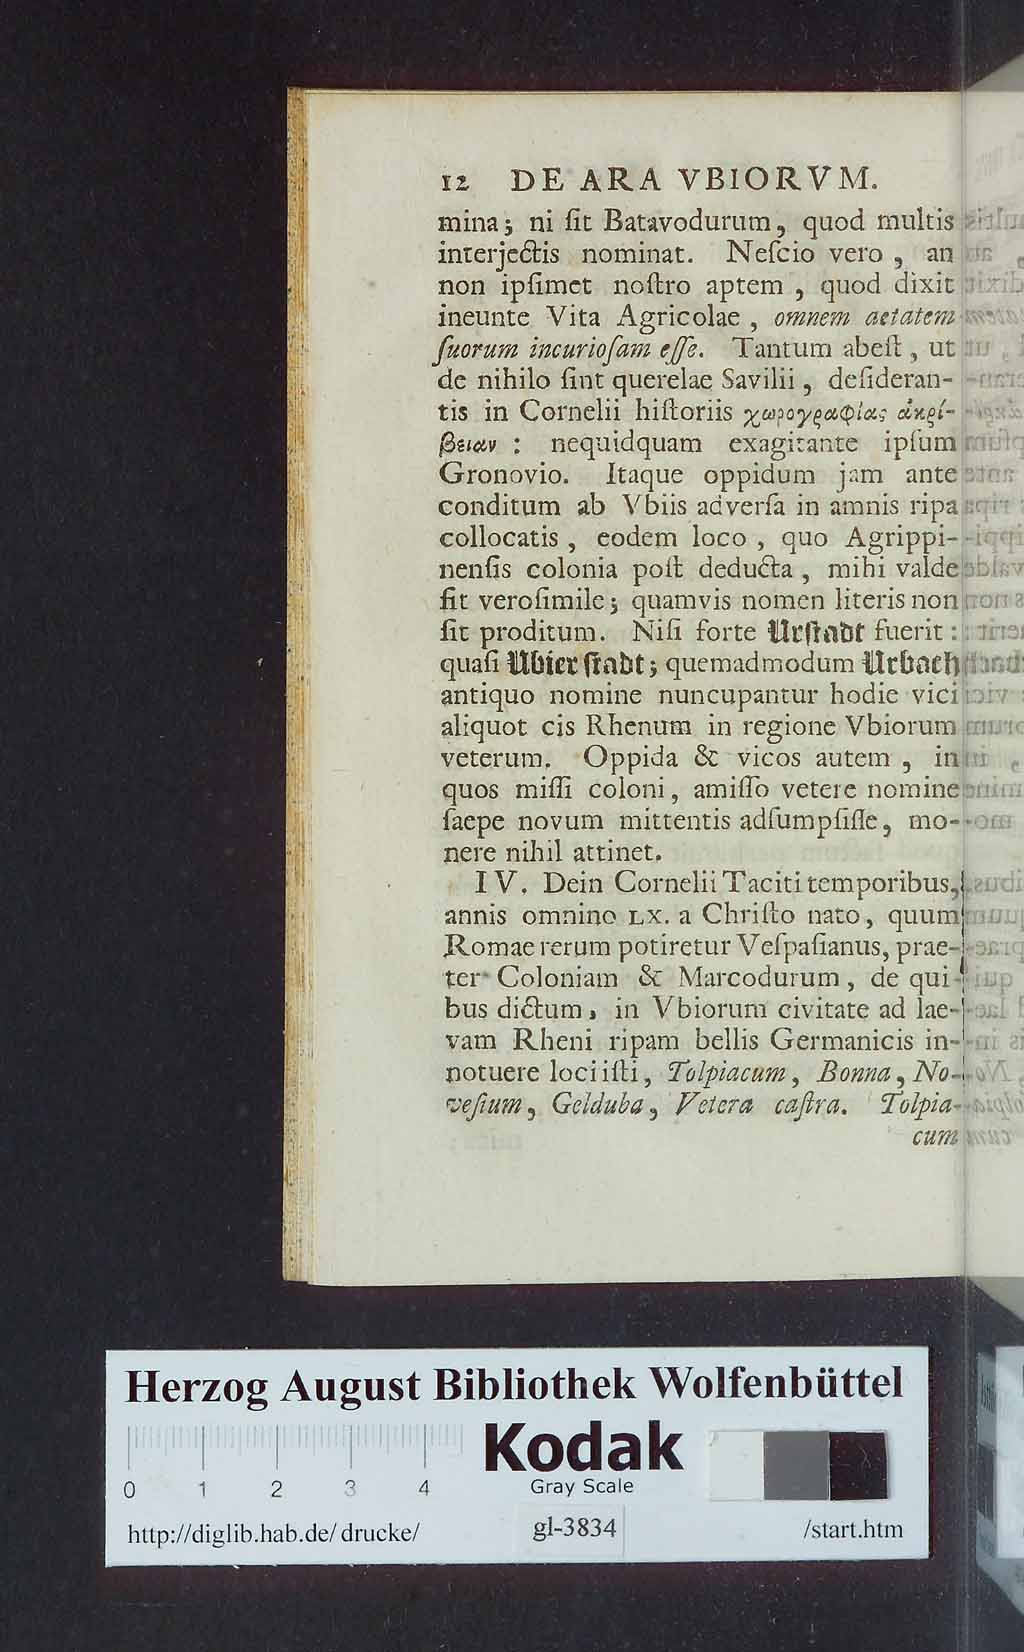 12 DE ARA VBIORVM.
mina; ni ſit Batavodurum, quod multis
interjectis nominat. Neſcio vero, an
non ipſimet noſtro aptem, quod dixit
ineunte Vita Agricolae, omnem aetatem
ſuorum incurioſam eſſe. Tantum abeſt, ut
de nihilo ſint querelae Savilii, deſideran-
tis in Cornelii hiſtoriis χωρογραφίας ἀκρί-
βειαν: nequidquam exagitante ipſum
Gronovio. Itaque oppidum jam ante
conditum ab Vbiis adverſa in amnis ripa
collocatis, eodem loco, quo Agrippi-
nenſis colonia poſt deducta, mihi valde
fit veroſimile; quamvis nomen literis non
ſit proditum. Niſi forte Urſtadt fuerit:
quaſi Ubier ſtadt; quemadmodum Urbach
antiquo nomine nuncupantur hodie vici
aliquot cis Rhenum in regione Vbiorum
veterum. Oppida & vicos autem, in
quos miſſi coloni, amiſſo vetere nomine
ſaepe novum mittentis adſumpſiſſe, mo-
nere nihil attinet.
IV. Dein Cornelii Taciti temporibus,
annis omnino LX. a Chriſto nato, quum
Romae rerum potiretur Veſpaſianus, prae-
ter Coloniam & Marcodurum, de qui-
bus dictum, in Vbiorum civitate ad lae-
vam Rheni ripam bellis Germanicis in-
notuere loci iſti, Tolpiacum, Bonna, No-
veſium, Gelduba, Vetera caſtra. Tolpia-
cum
Herzog August Bibliothek Wolfenbüttel
Kodak
Gray Scale
0 1 2 3 4
http://diglib.hab.de/drucke/ gl-3834 /start.htm